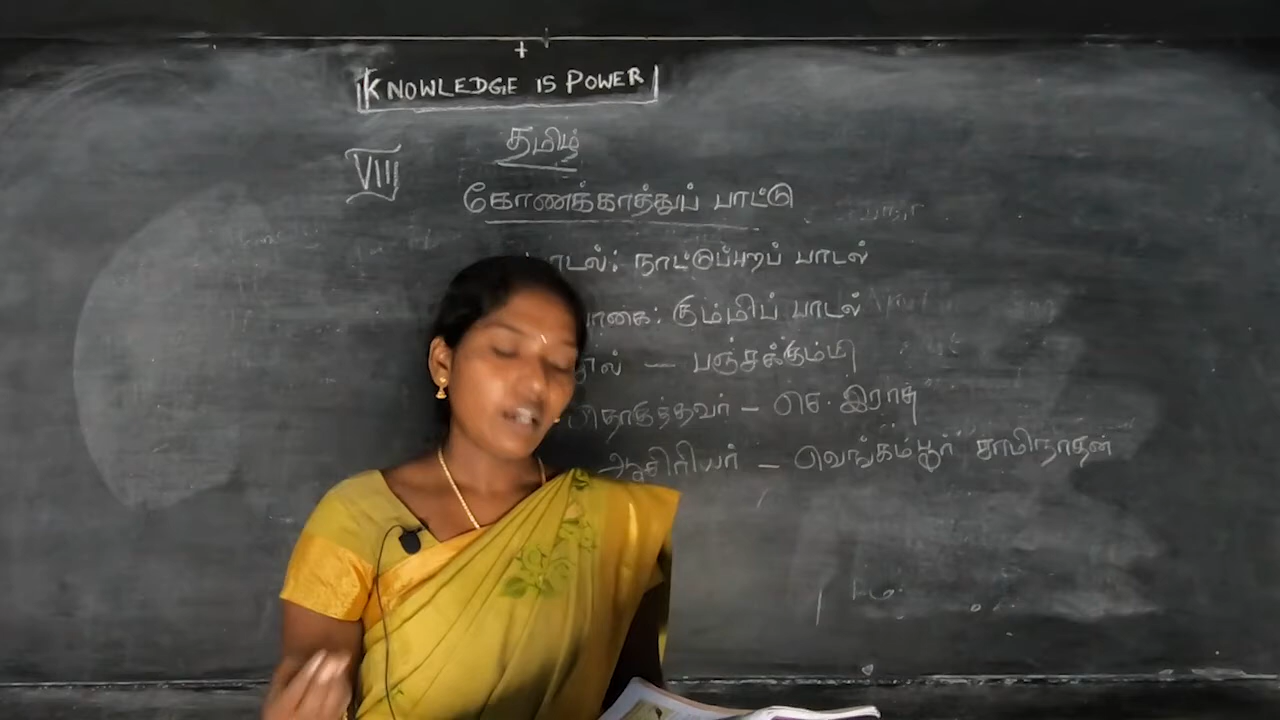 KNOWLEDGE IS POWER
தமிழ்
VIII
கோணக்காத்துப் பாட்டு
பாடல்: நாட்டுப்புறப் பாடல்
கும்மிப் பாடல்
நூல் — பஞ்சக்கும்மி
தொகுத்தவர் – செ. இராசு
ஆசிரியர் – வெங்கம்பூர் சாமிநாதன்